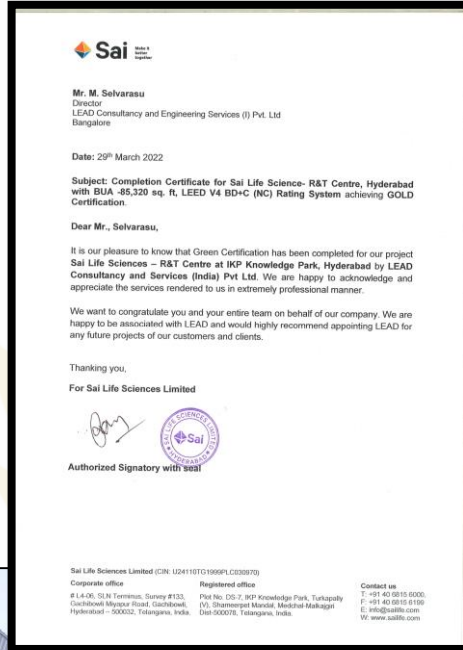 Sai Make it
better
together
Mr. M. Selvarasu
Director
LEAD Consultancy and Engineering Services (I) Pvt. Ltd
Bangalore
Date: 29th March 2022
Subject: Completion Certificate for Sai Life Science- R&T Centre, Hyderabad
with BUA -85,320 sq. ft, LEED V4 BD+C (NC) Rating System achieving GOLD
Certification.
Dear Mr., Selvarasu,
It is our pleasure to know that Green Certification has been completed for our project
Sai Life Sciences – R&T Centre at IKP Knowledge Park, Hyderabad by LEAD
Consultancy and Services (India) Pvt Ltd. We are happy to acknowledge and
appreciate the services rendered to us in extremely professional manner.
We want to congratulate you and your entire team on behalf of our company. We are
happy to be associated with LEAD and would highly recommend appointing LEAD for
any future projects of our customers and clients.
Thanking you,
For Sai Life Sciences Limited
SAI LIFE SCIENCES LIMITED
Sai
HYDERABAD
Authorized Signatory with seal
Sai Life Sciences Limited (CIN: U24110TG1999PLC030970)
Corporate office
# L4-06, SLN Terminus, Survey #133,
Gachibowli Miyapur Road, Gachibowli,
Hyderabad – 500032, Telangana, India.
Registered office
Plot No. DS-7, IKP Knowledge Park, Turkapally
(V), Shameerpet Mandal, Medchal-Malkajgiri
Dist-500078, Telangana, India.
Contact us
T: +91 40 6815 6000,
F: +91 40 6815 6199
E: info@sailife.com
W: www.sailife.com